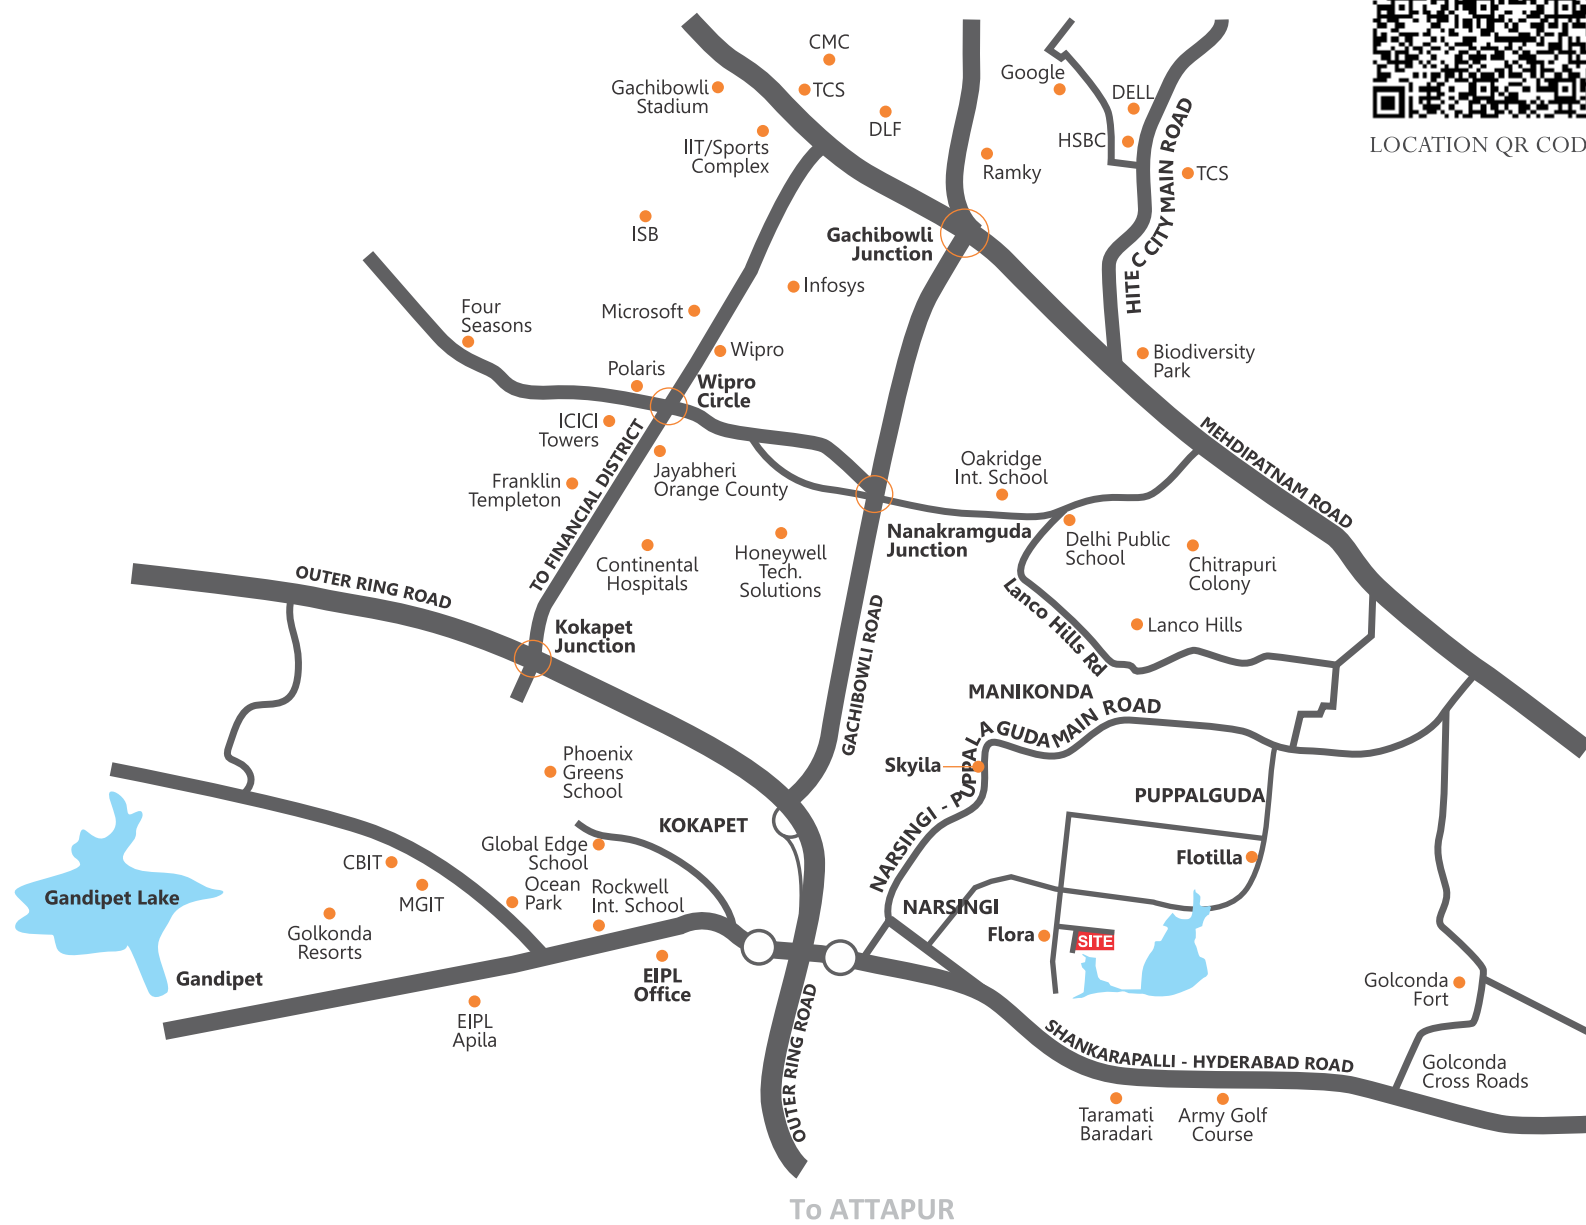 CMC
Gachibowli
Stadium
TCS
DLF
IIT/Sports
Complex
Google
DELL
HSBC
Ramky
TCS
HITEC CITY MAIN ROAD
LOCATION QR COD
ISB
Gachibowli
Junction
Infosys
Four
Seasons
Microsoft
Wipro
Polaris
Wipro
Circle
Biodiversity
Park
ICICI
Towers
MEHDIPATNAM ROAD
Franklin
Templeton
TO FINANCIAL DISTRICT
Jayabheri
Orange County
Oakridge
Int. School
Nanakramguda
Junction
Delhi Public
School
Chitrapuri
Colony
Continental
Hospitals
Honeywell
Tech.
Solutions
OUTER RING ROAD
Kokapet
Junction
GACHIBOWLI ROAD
Lanco Hills Rd
Lanco Hills
MANIKONDA
NARSINGI - PUPPALAGUDA MAIN ROAD
Skyila
Phoenix
Greens
School
KOKAPET
PUPPALGUDA
Global Edge
School
Flotilla
CBIT
MGIT
Ocean
Park
Rockwell
Int. School
Gandipet Lake
NARSINGI
Flora
SITE
Golkonda
Resorts
Gandipet
EIPL
Office
Golconda
Fort
EIPL
Apila
OUTER RING ROAD
SHANKARAPALLI - HYDERABAD ROAD
Golconda
Cross Roads
Taramati
Baradari
Army Golf
Course
To ATTAPUR